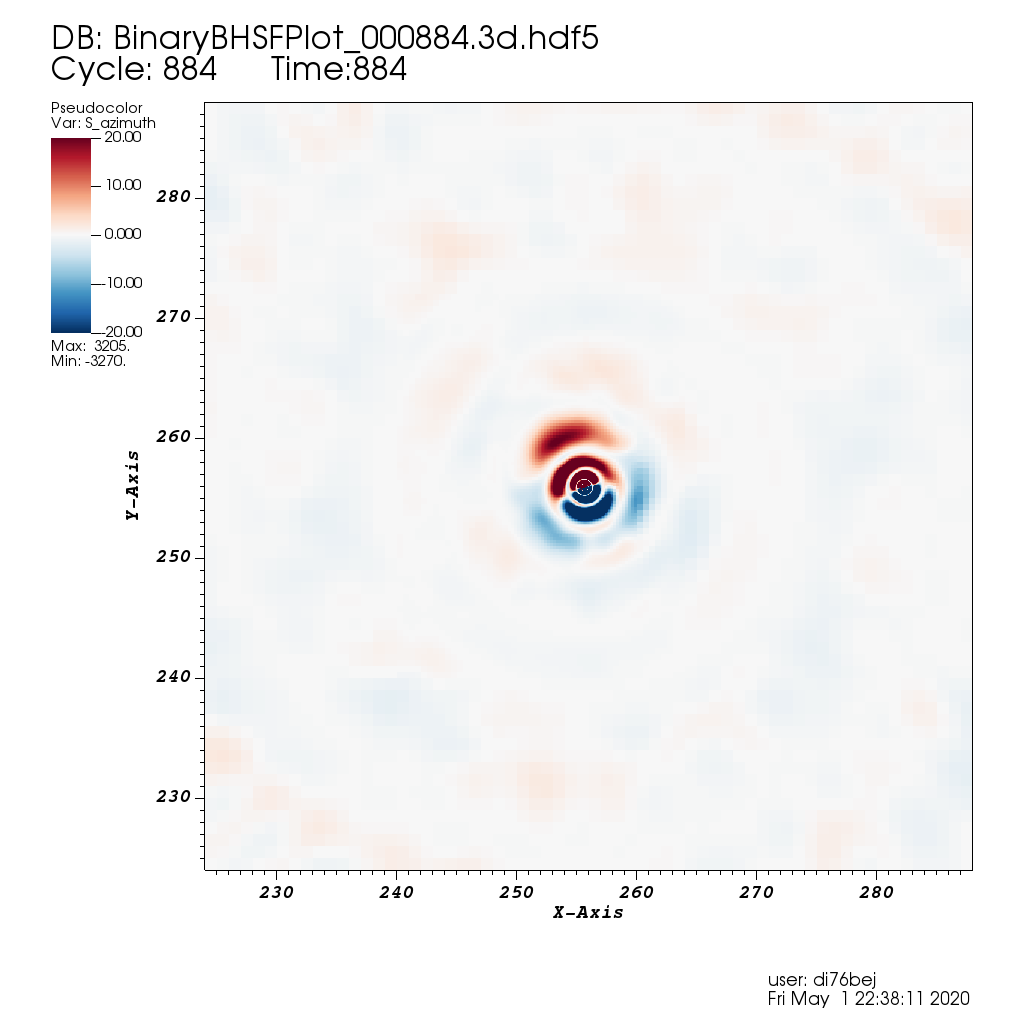 DB: BinaryBHSFPlot_000884.3d.hdf5
Cycle: 884 Time:884
Pseudocolor
Var: S_azimuth
20.00
10.00
0.000
-10.00
-20.00
Max: 3205.
Min: -3270.
280
270
260
250
240
230
Y-Axis
230 240 250 260 270 280
X-Axis
user: di76bej
Fri May 1 22:38:11 2020